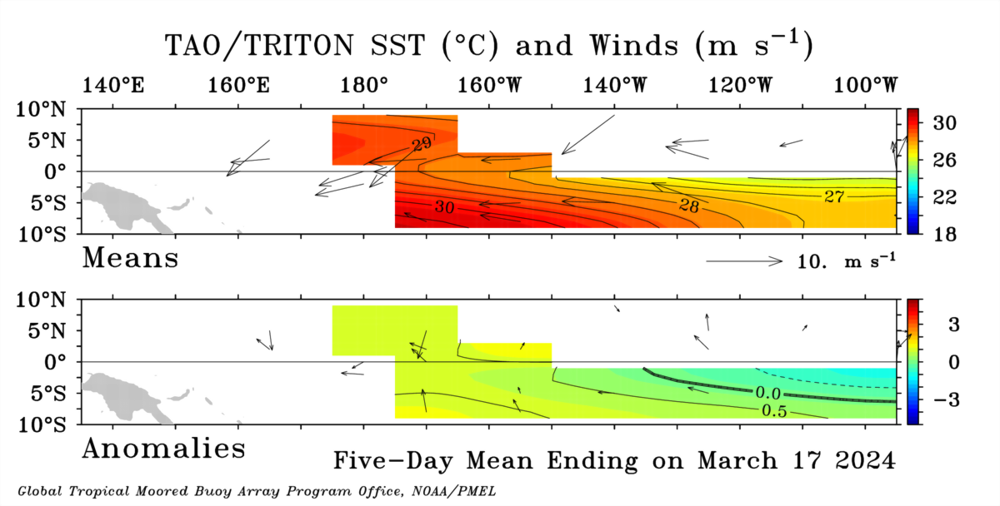 TAO/TRITON SST (°C) and Winds (m s⁻¹)
140°E 160°E 180° 160°W 140°W 120°W 100°W
10°N
5°N
0°
5°S
10°S
29
30
28
27
30
26
22
18
Means
10. m s⁻¹
10°N
5°N
0°
5°S
10°S
0.0
0.5
3
0
−3
Anomalies
Five−Day Mean Ending on March 17 2024
Global Tropical Moored Buoy Array Program Office, NOAA/PMEL